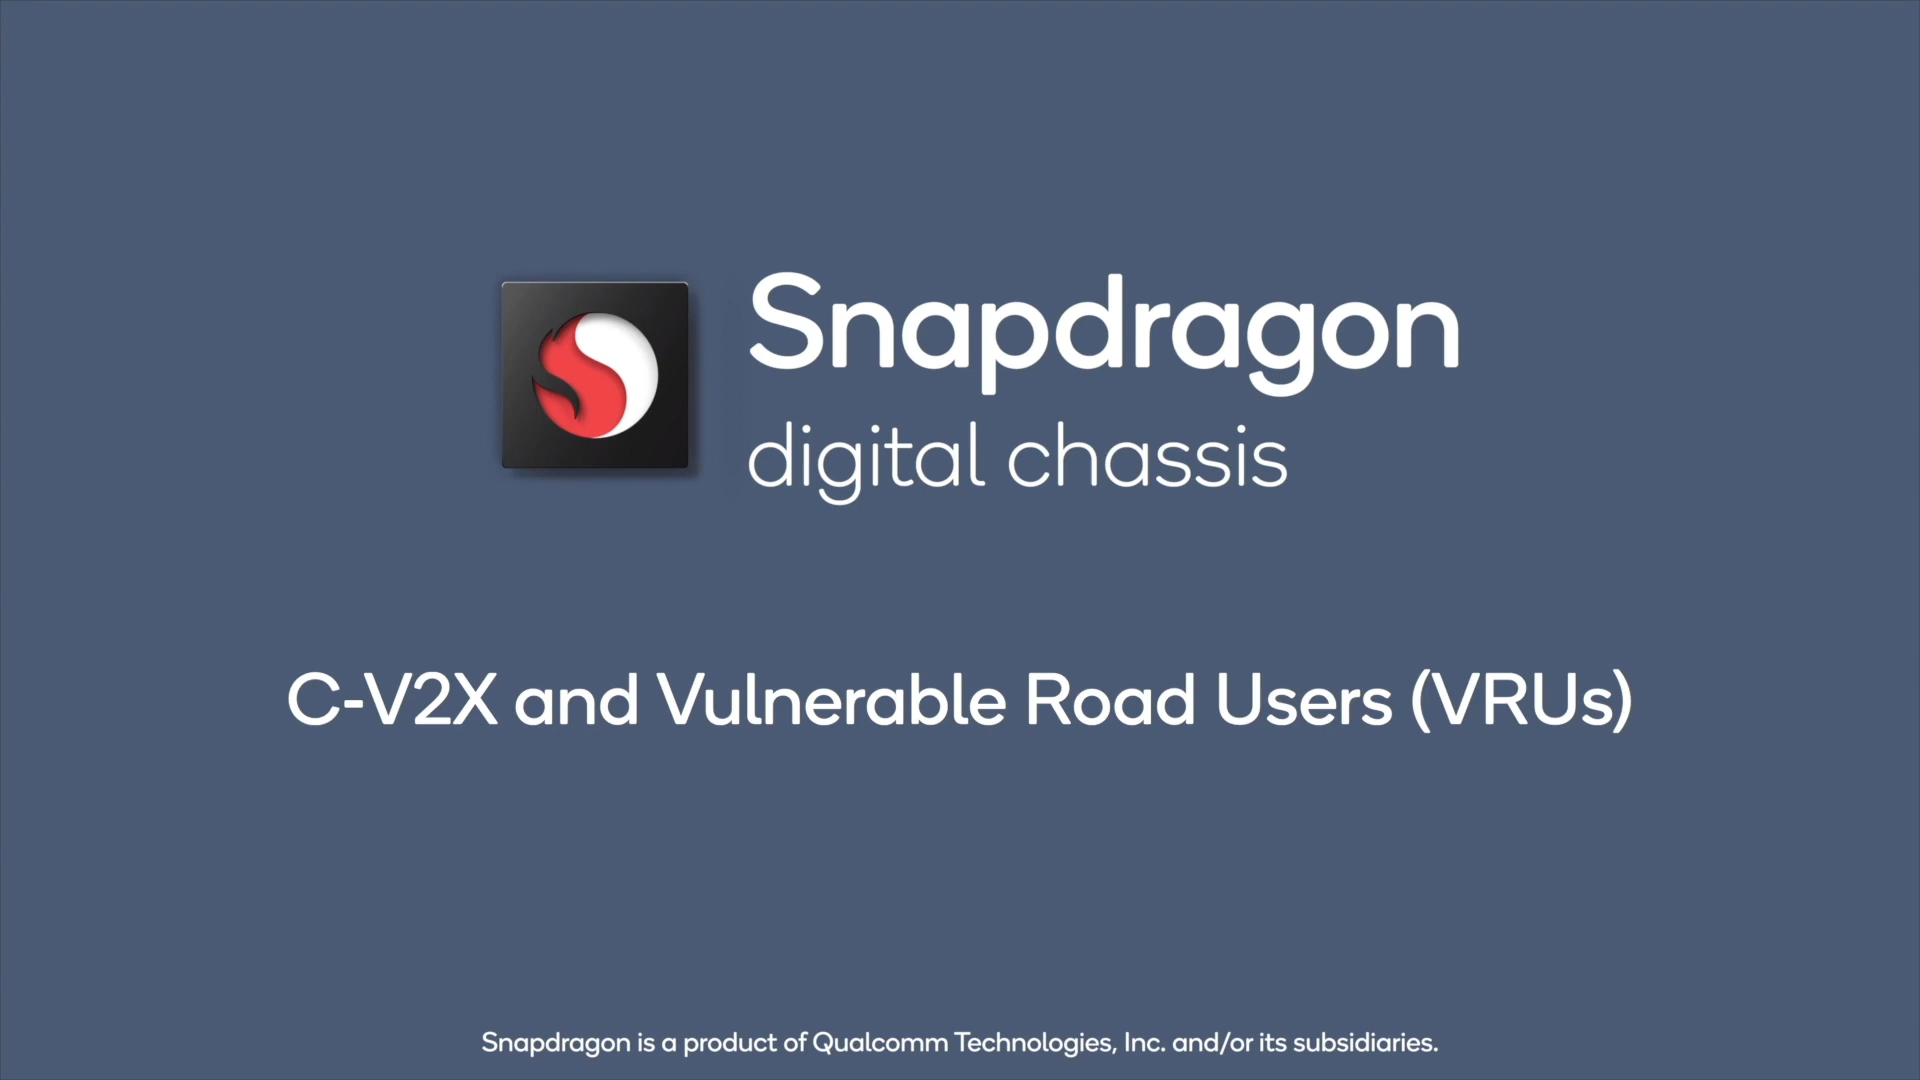 Snapdragon
digital chassis
C-V2X and Vulnerable Road Users (VRUs)
Snapdragon is a product of Qualcomm Technologies, Inc. and/or its subsidiaries.